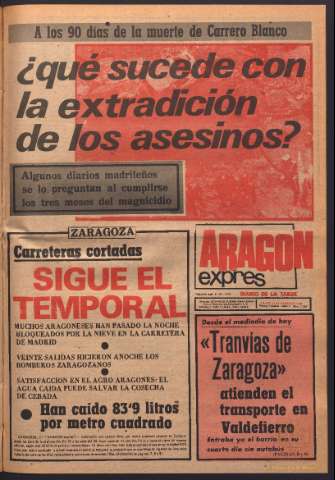 A los 90 días de la muerte de Carrero Blanco
¿qué sucede con
la extradición
de los asesinos?
Algunos diarios madrileños
se lo preguntan al cumplirse
los tres meses del magnicidio
ZARAGOZA
Carreteras cortadas
SIGUE EL
TEMPORAL
MUCHOS ARAGONESES HAN PASADO LA NOCHE
BLOQUEADOS POR LA NIEVE EN LA CARRETERA
DE MADRID
VEINTE SALIDAS HICIERON ANOCHE LOS
BOMBEROS ZARAGOZANOS
SATISFACCION EN EL AGRO ARAGONES: EL
AGUA CAIDA PUEDE SALVAR LA COSECHA
DE CEBADA
Han caído 83'9 litros
por metro cuadrado
ARAGON
expres
DIARIO DE LA TARDE
Desde el mediodía de hoy
«Tranvías de
Zaragoza»
atienden el
transporte en
Valdefierro
Entraba ya el barrio en su
cuarto día sin autobús